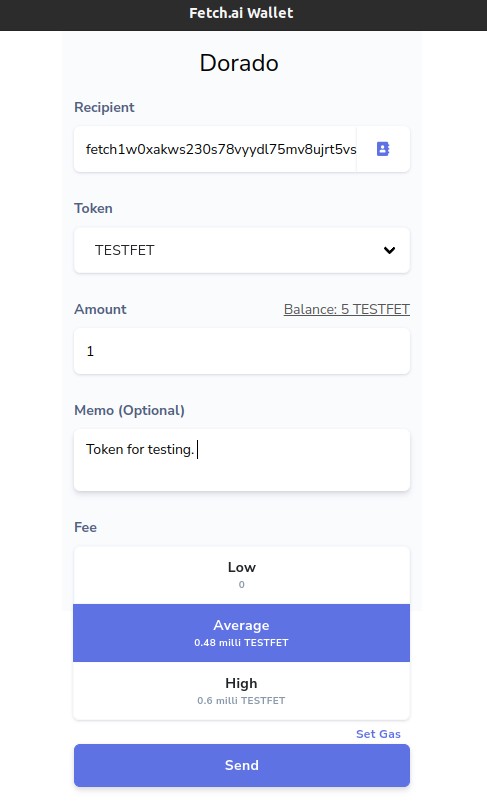 Fetch.ai Wallet
Dorado
Recipient
fetch1w0xakws230s78vyydl75mv8ujrt5vs
Token
TESTFET
Amount
Balance: 5 TESTFET
1
Memo (Optional)
Token for testing.
Fee
Low
0
Average
0.48 milli TESTFET
High
0.6 milli TESTFET
Set Gas
Send